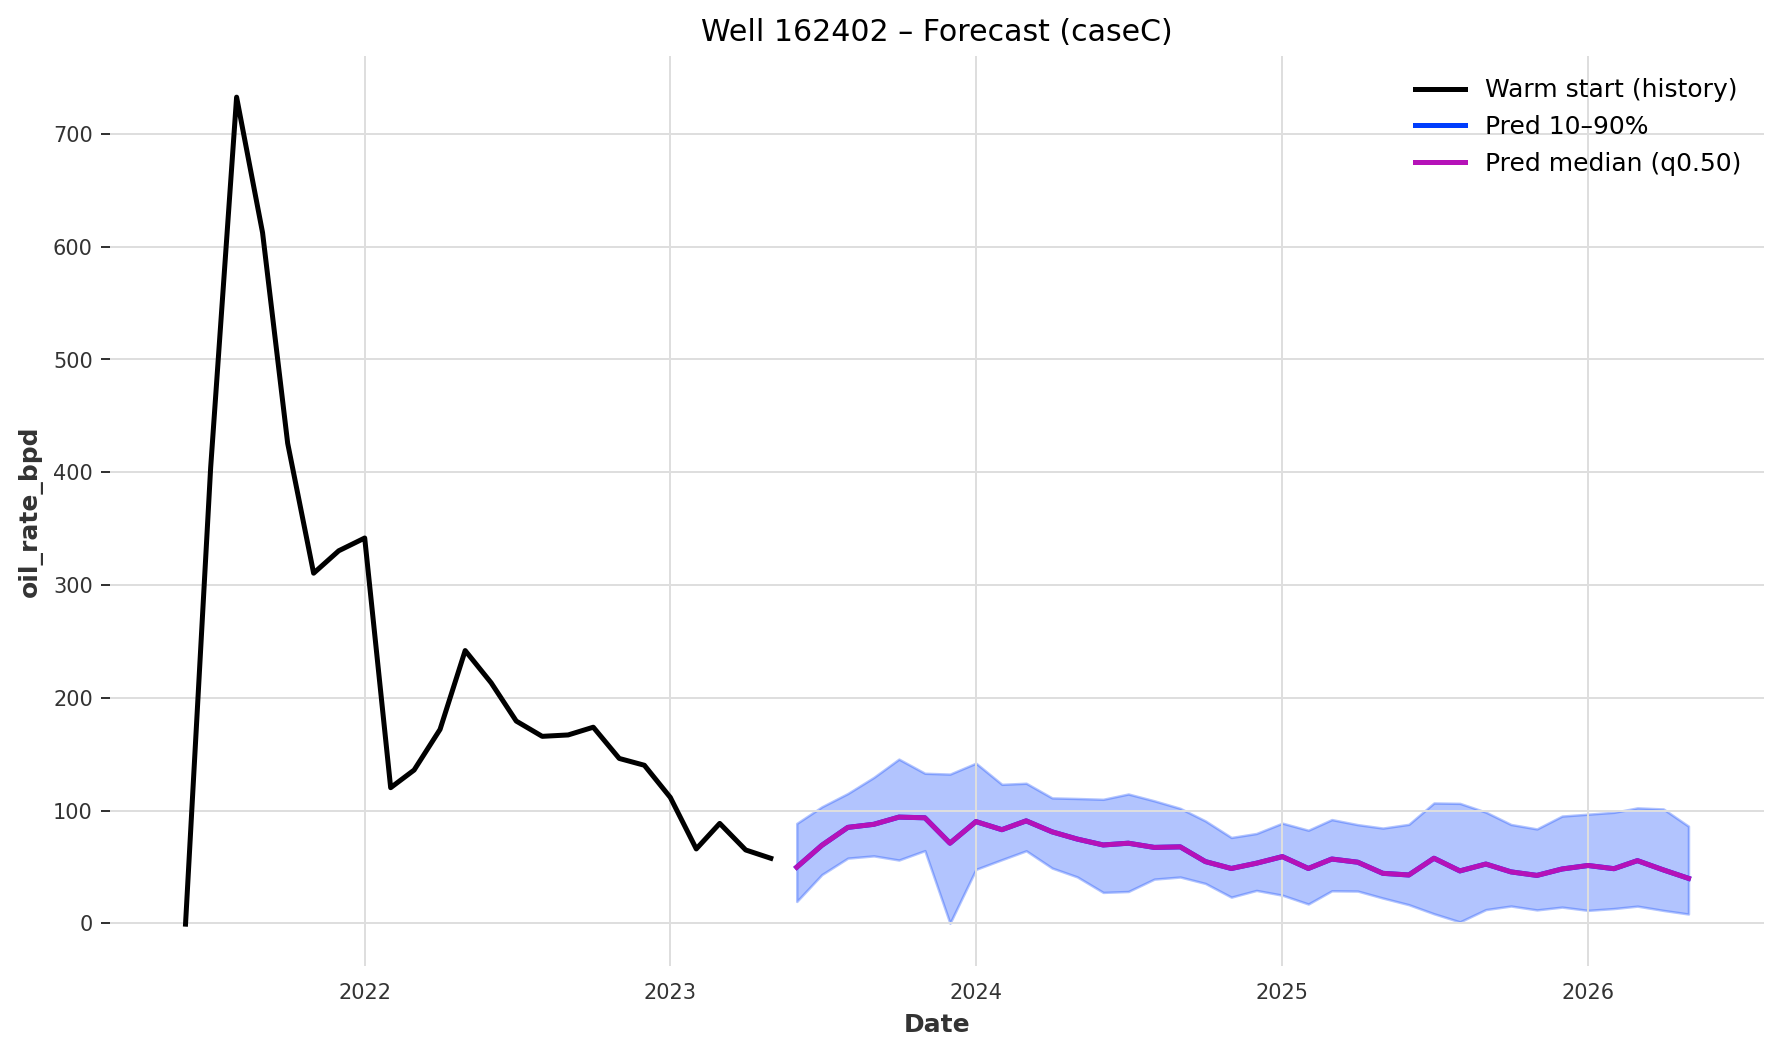 Well 162402 – Forecast (caseC)
Warm start (history)
Pred 10–90%
Pred median (q0.50)
oil_rate_bpd
700
600
500
400
300
200
100
0
2022
2023
2024
2025
2026
Date